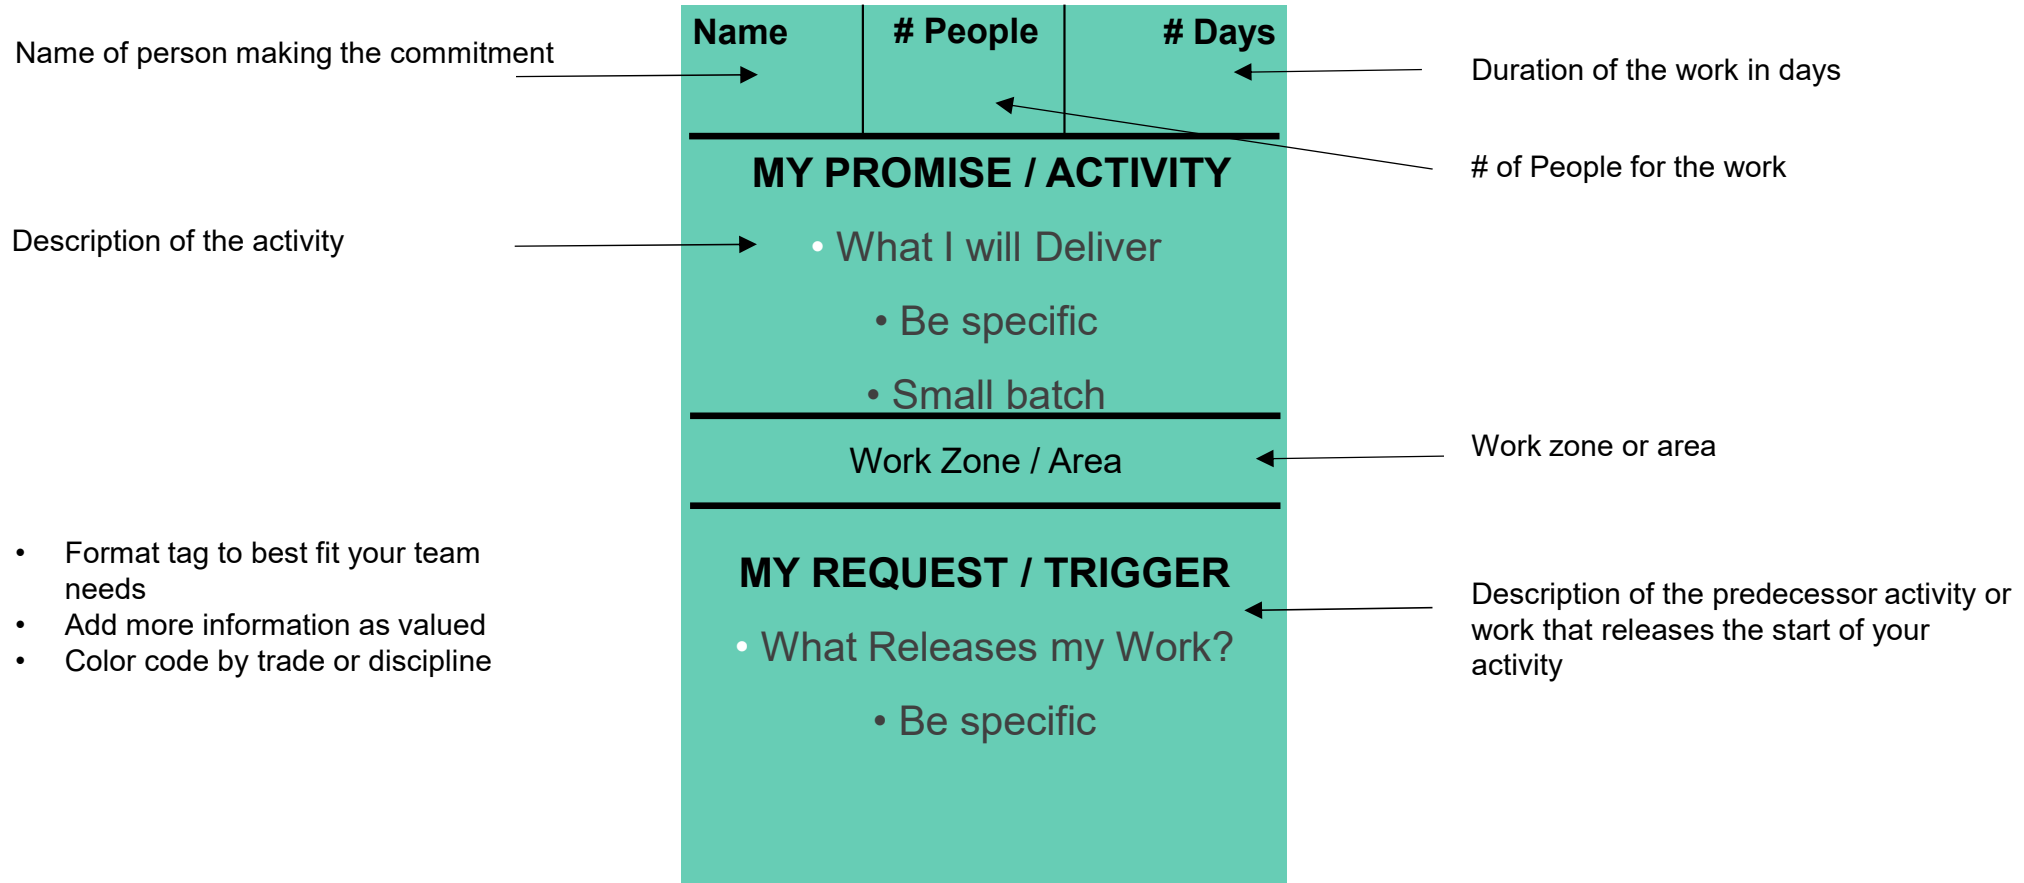 Name of person making the commitment
Name
# People
# Days
Duration of the work in days
# of People for the work
MY PROMISE / ACTIVITY
Description of the activity
• What I will Deliver
• Be specific
• Small batch
Work Zone / Area
Work zone or area
• Format tag to best fit your team
needs
• Add more information as valued
• Color code by trade or discipline
MY REQUEST / TRIGGER
• What Releases my Work?
• Be specific
Description of the predecessor activity or
work that releases the start of your
activity